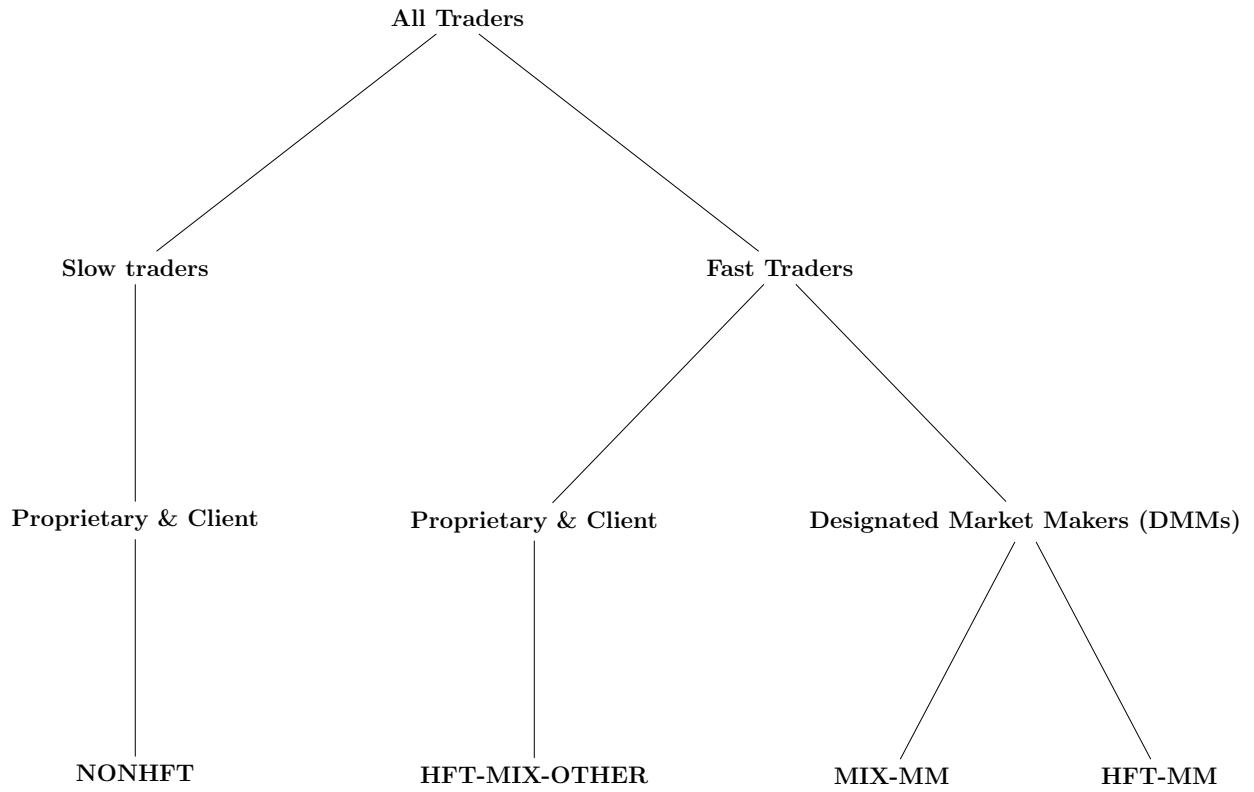 All Traders
Slow traders
Fast Traders
Proprietary & Client
Proprietary & Client
Designated Market Makers (DMMs)
NONHFT
HFT-MIX-OTHER
MIX-MM
HFT-MM